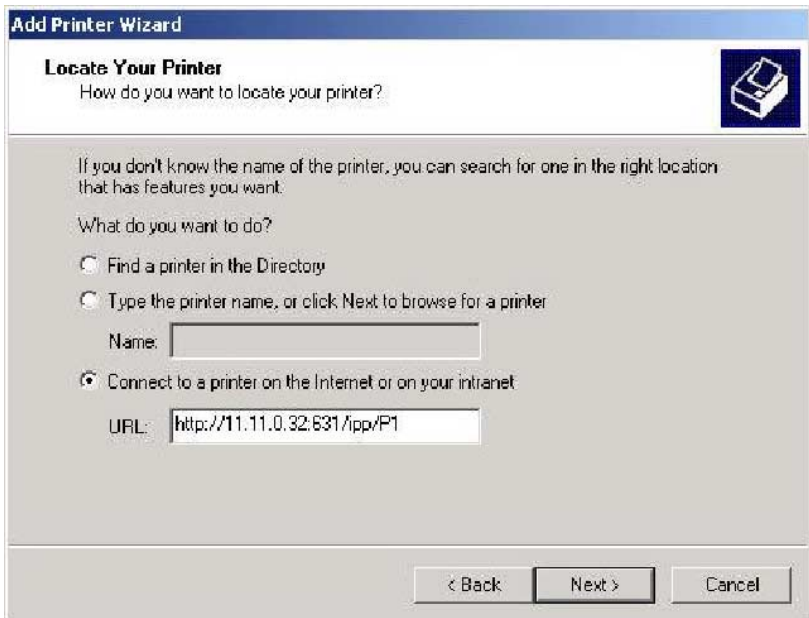 Add Printer Wizard
Locate Your Printer
How do you want to locate your printer?
If you don't know the name of the printer, you can search for one in the right location
that has features you want.
What do you want to do?
Find a printer in the Directory
Type the printer name, or click Next to browse for a printer
Name:
Connect to a printer on the Internet or on your intranet
URL: http://11.11.0.32:631/ipp/P1
< Back Next > Cancel